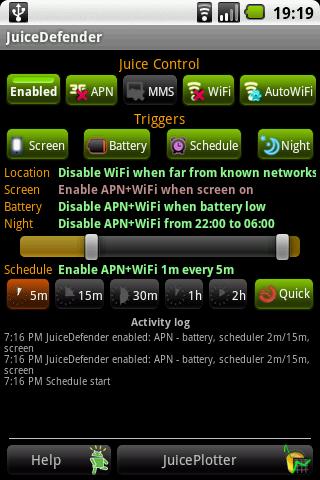 19:19
JuiceDefender
Juice Control
Enabled APN MMS WiFi AutoWiFi
Triggers
Screen Battery Schedule Night
Location Disable WiFi when far from known networks
Screen Enable APN+WiFi when screen on
Battery Disable APN+WiFi when battery low
Night Disable APN+WiFi from 22:00 to 06:00
Schedule Enable APN+WiFi 1m every 5m
5m 15m 30m 1h 2h Quick
Activity log
7:16 PM JuiceDefender enabled: APN - battery, scheduler 2m/15m,
screen
7:16 PM JuiceDefender enabled: APN - battery, scheduler 2m/15m,
screen
7:16 PM Schedule start
Help JuicePlotter